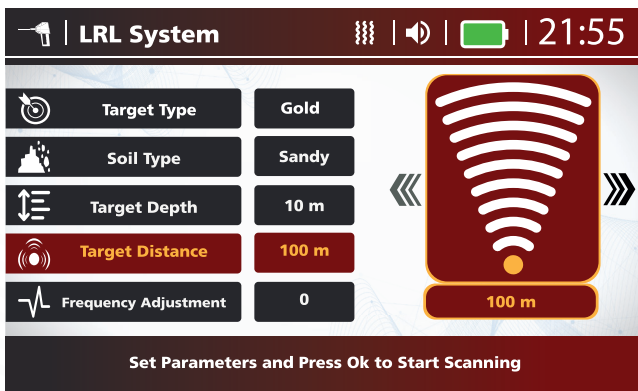 LRL System
21:55
Target Type
Gold
Soil Type
Sandy
Target Depth
10 m
Target Distance
100 m
Frequency Adjustment
0
100 m
Set Parameters and Press Ok to Start Scanning